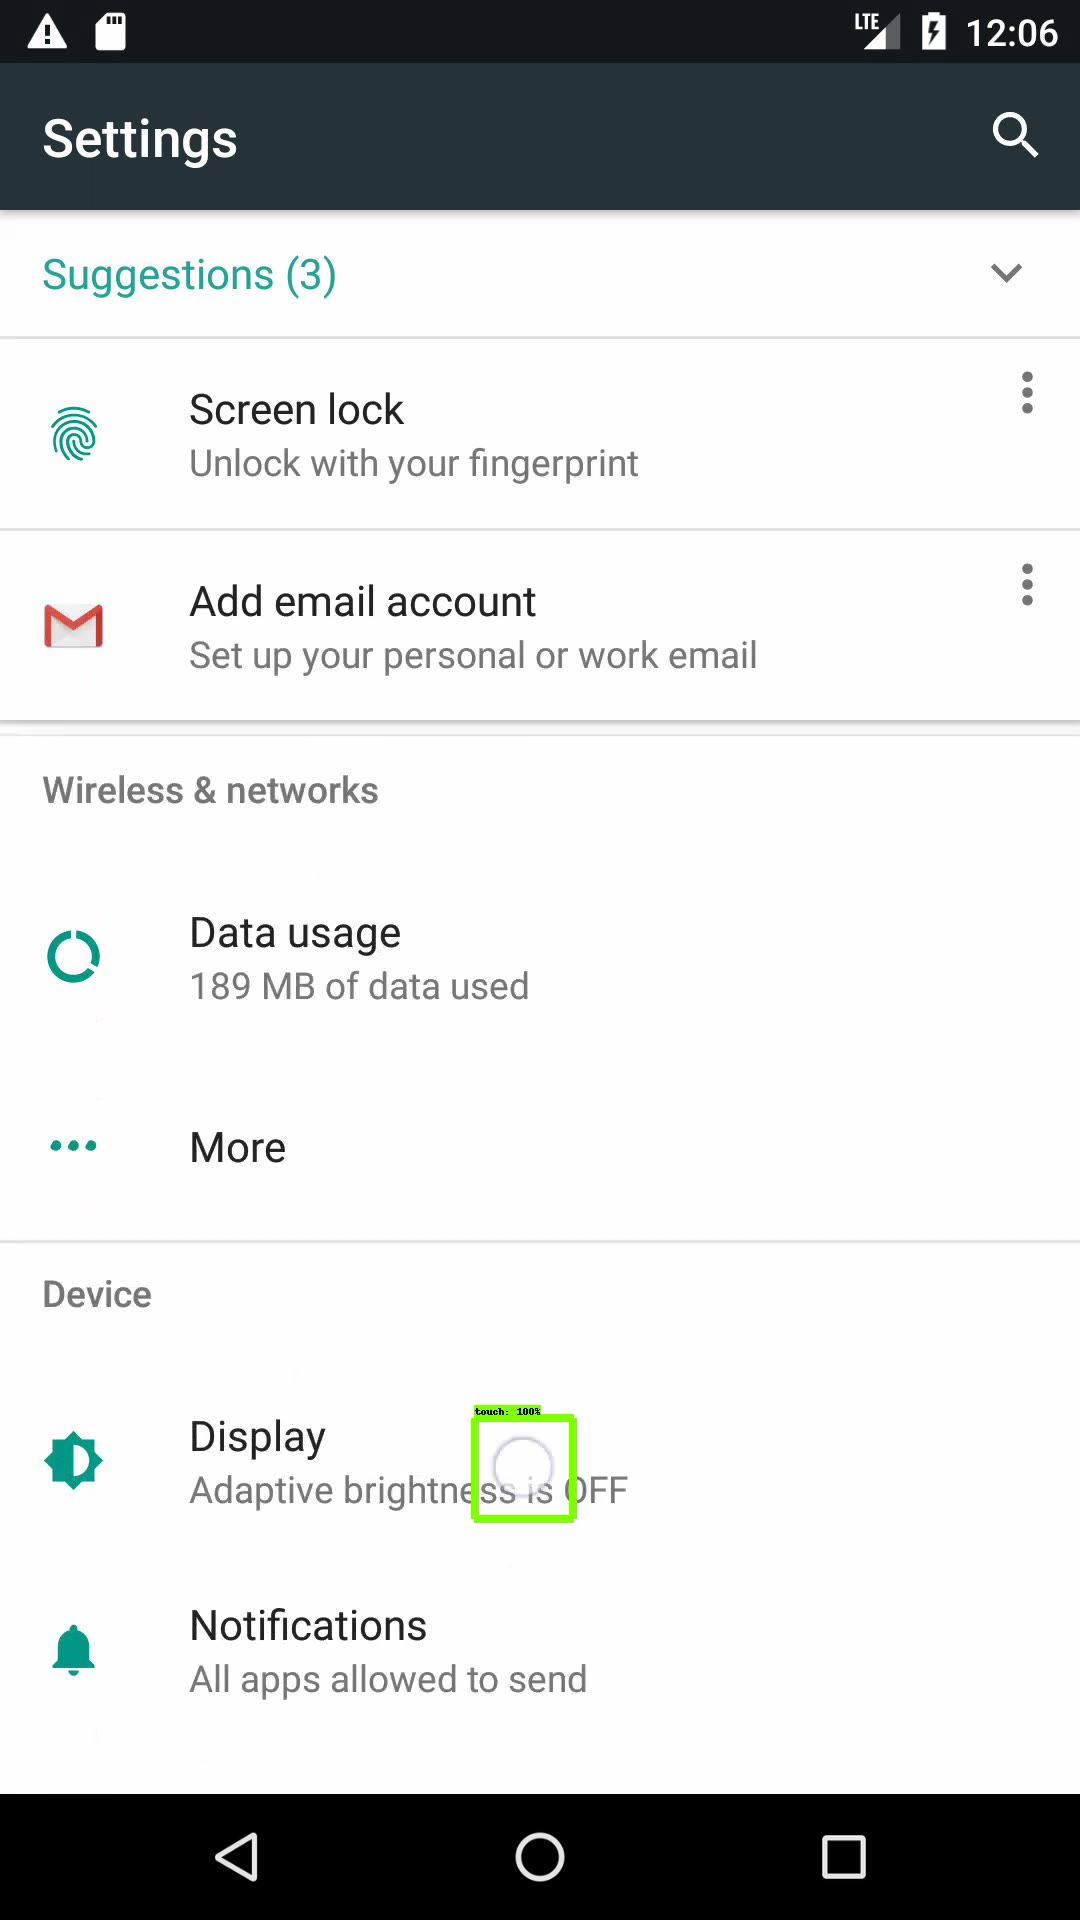 LTE 12:06
Settings
Suggestions (3)
Screen lock
Unlock with your fingerprint
Add email account
Set up your personal or work email
Wireless & networks
Data usage
189 MB of data used
More
Device
touch: 100%
Display
Adaptive brightness is OFF
Notifications
All apps allowed to send